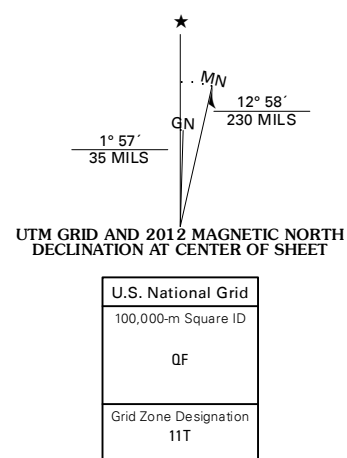 ★
MN
GN
12° 58´
230 MILS
1° 57´
35 MILS
UTM GRID AND 2012 MAGNETIC NORTH
DECLINATION AT CENTER OF SHEET
U.S. National Grid
100,000-m Square ID
QF
Grid Zone Designation
11T